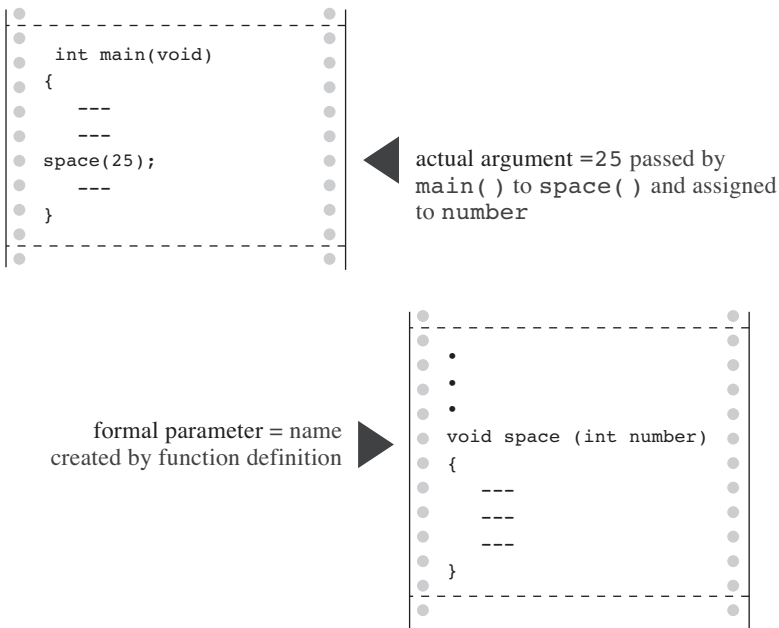 int main(void)
{
---
---
space(25);
---
}
actual argument =25 passed by
main() to space() and assigned
to number
•
•
•
formal parameter = name
created by function definition
void space (int number)
{
---
---
---
}